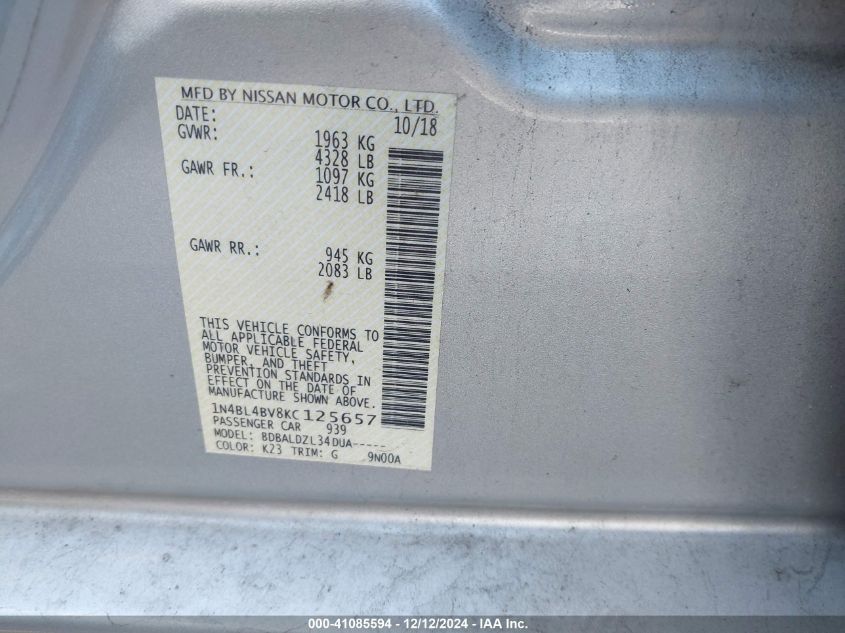 MFD BY NISSAN MOTOR CO., LTD.
DATE: 10/18
GVWR: 1963 KG
4328 LB
GAWR FR.: 1097 KG
2418 LB
GAWR RR.: 945 KG
2083 LB
THIS VEHICLE CONFORMS TO
ALL APPLICABLE FEDERAL
MOTOR VEHICLE SAFETY,
BUMPER, AND THEFT
PREVENTION STANDARDS IN
EFFECT ON THE DATE OF
MANUFACTURE SHOWN ABOVE.
1N4BL4BV8KC125657
PASSENGER CAR 939
MODEL: BDBALDZL34DUA-----
COLOR: K23 TRIM: G 9N00A
000-41085594 - 12/12/2024 - IAA Inc.